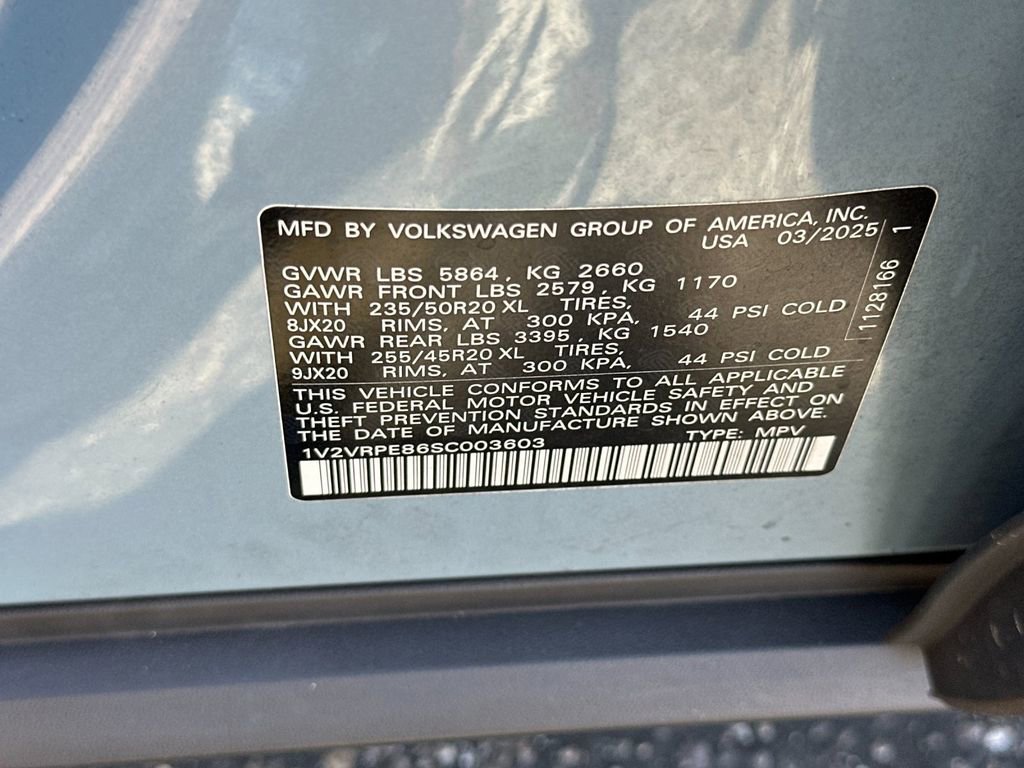 MFD BY VOLKSWAGEN GROUP OF AMERICA, INC.
USA 03/2025
GVWR LBS 5864, KG 2660
GAWR FRONT LBS 2579, KG 1170
WITH 235/50R20 XL TIRES,
8JX20 RIMS, AT 300 KPA, 44 PSI COLD
GAWR REAR LBS 3395, KG 1540
WITH 255/45R20 XL TIRES,
9JX20 RIMS, AT 300 KPA, 44 PSI COLD
THIS VEHICLE CONFORMS TO ALL APPLICABLE
U.S. FEDERAL MOTOR VEHICLE SAFETY AND
THEFT PREVENTION STANDARDS IN EFFECT ON
THE DATE OF MANUFACTURE SHOWN ABOVE.
1V2VRPE86SC003603 TYPE: MPV
1128166 1